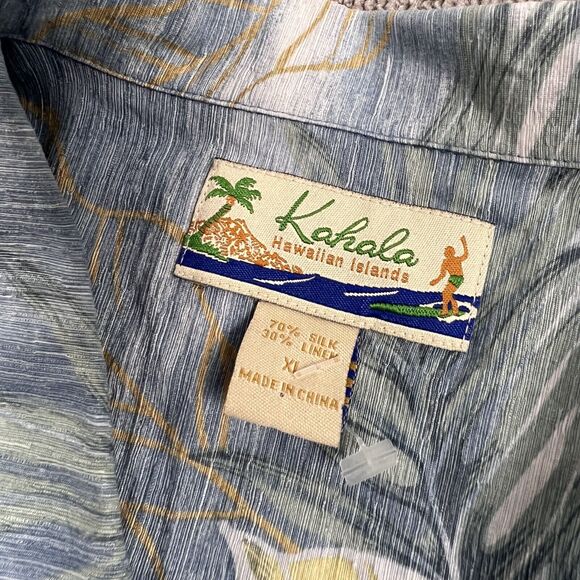 Kahala
Hawaiian Islands
70% SILK
30% LINEN
XL
MADE IN CHINA